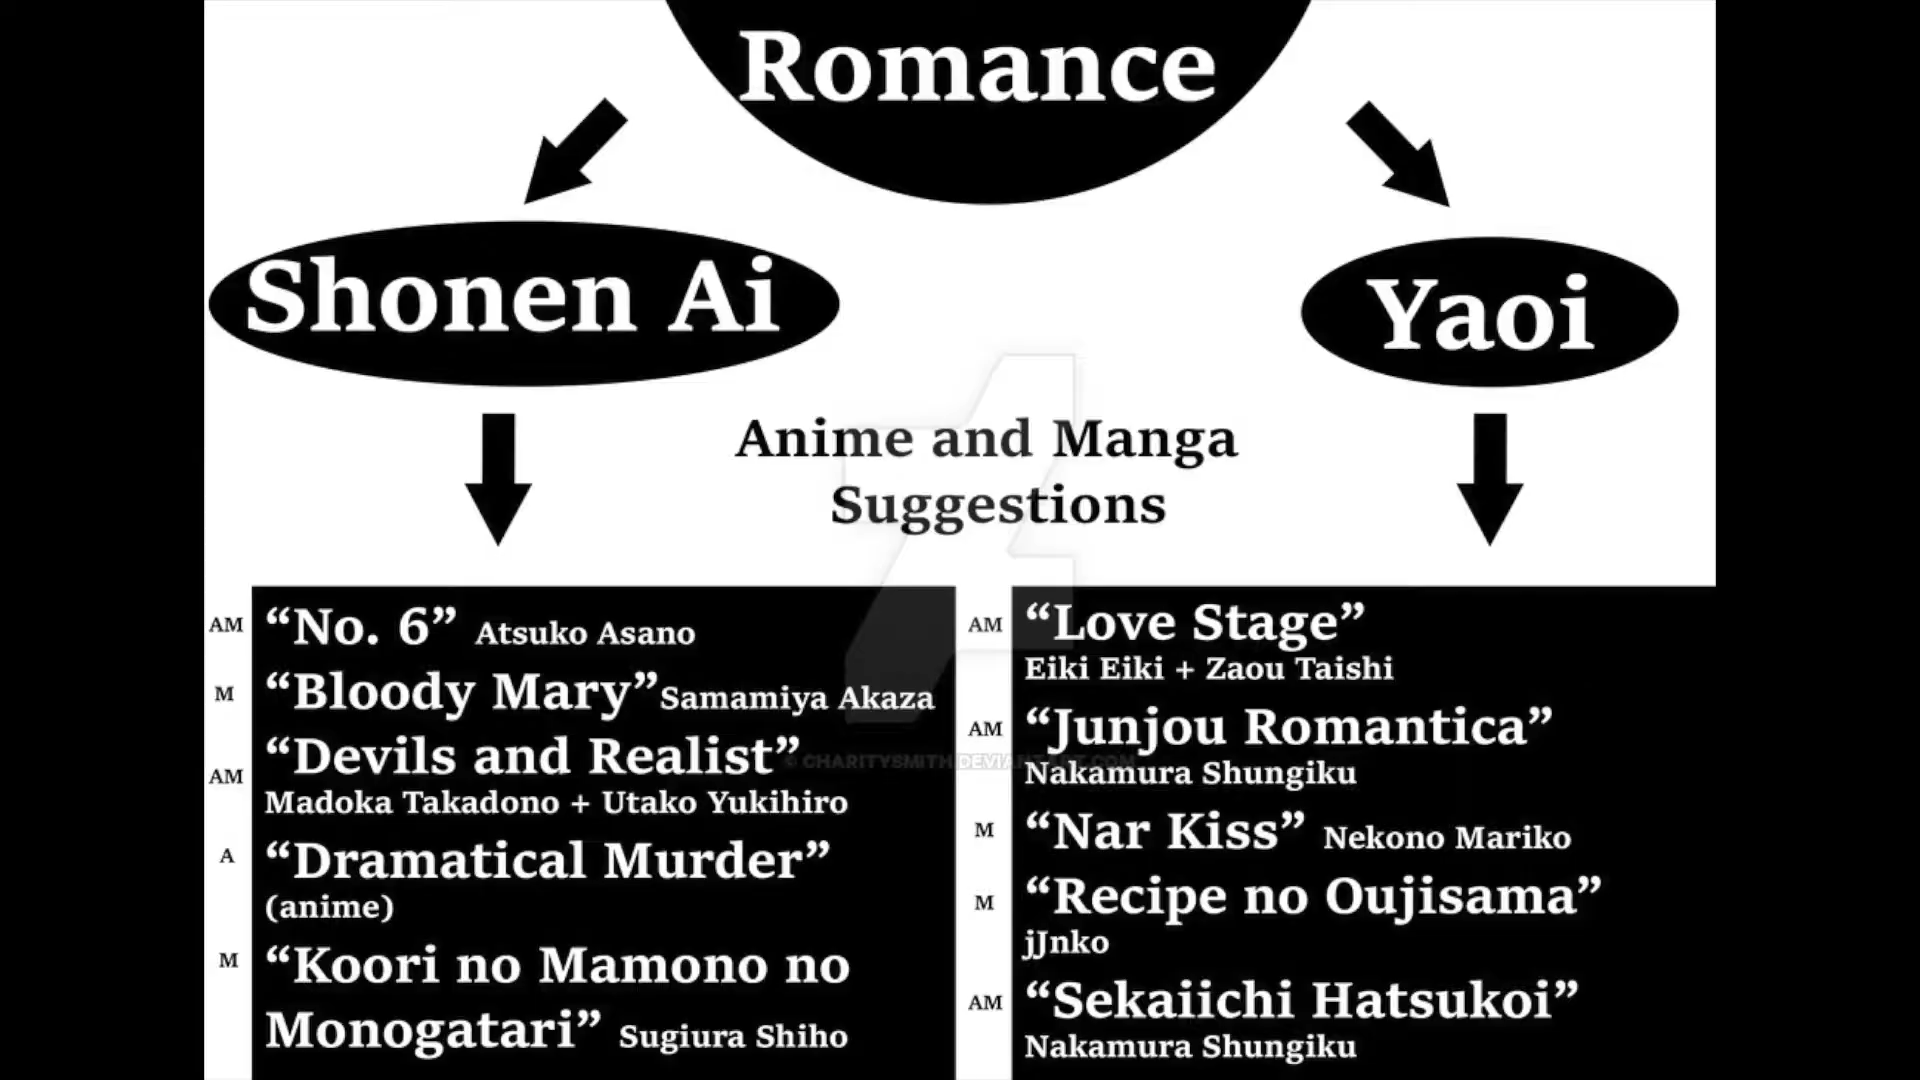 Romance
Shonen Ai
Yaoi
Anime and Manga
Suggestions
AM "No. 6" Atsuko Asano
M "Bloody Mary" Samamiya Akaza
AM "Devils and Realist"
Madoka Takadono + Utako Yukihiro
A "Dramatical Murder"
(anime)
M "Koori no Mamono no
Monogatari" Sugiura Shiho
AM "Love Stage"
Eiki Eiki + Zaou Taishi
AM "Junjou Romantica"
Nakamura Shungiku
M "Nar Kiss" Nekono Mariko
M "Recipe no Oujisama"
jJnko
AM "Sekaiichi Hatsukoi"
Nakamura Shungiku
© CHARITYSMITH.DEVIANTART.COM